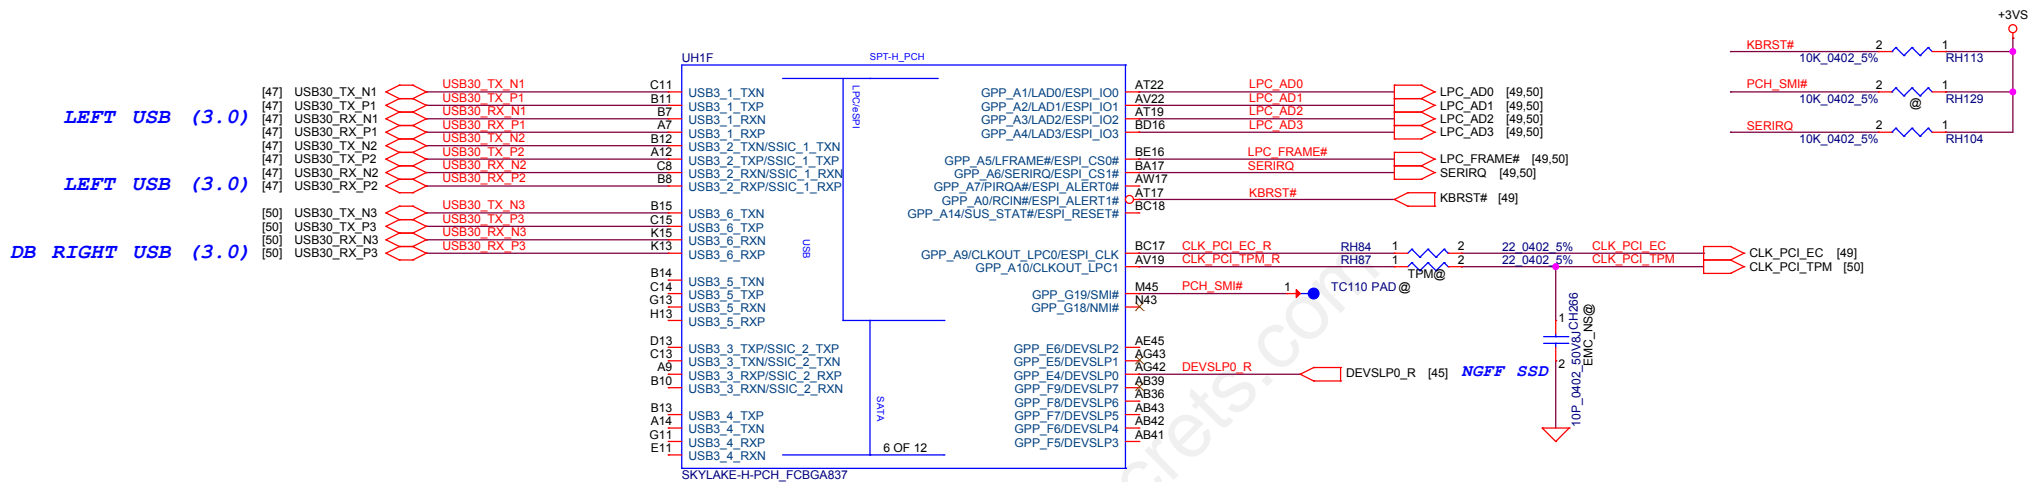 +3VS
KBRST# 2 1
10K_0402_5% RH113
PCH_SMI# 2 1
10K_0402_5% @ RH129
SERIRQ 2 1
10K_0402_5% RH104
UH1F SPT-H_PCH
LEFT USB (3.0)
LEFT USB (3.0)
DB RIGHT USB (3.0)
[47] USB30_TX_N1 USB30_TX_N1 C11 USB3_1_TXN
[47] USB30_TX_P1 USB30_TX_P1 B11 USB3_1_TXP
[47] USB30_RX_N1 USB30_RX_N1 B7 USB3_1_RXN
[47] USB30_RX_P1 USB30_RX_P1 A7 USB3_1_RXP
[47] USB30_TX_N2 USB30_TX_N2 B12 USB3_2_TXN/SSIC_1_TXN
[47] USB30_TX_P2 USB30_TX_P2 A12 USB3_2_TXP/SSIC_1_TXP
[47] USB30_RX_N2 USB30_RX_N2 C8 USB3_2_RXN/SSIC_1_RXN
[47] USB30_RX_P2 USB30_RX_P2 B8 USB3_2_RXP/SSIC_1_RXP
[50] USB30_TX_N3 USB30_TX_N3 B15 USB3_6_TXN
[50] USB30_TX_P3 USB30_TX_P3 C15 USB3_6_TXP
[50] USB30_RX_N3 USB30_RX_N3 K15 USB3_6_RXN
[50] USB30_RX_P3 USB30_RX_P3 K13 USB3_6_RXP
B14 USB3_5_TXN
C14 USB3_5_TXP
G13 USB3_5_RXN
H13 USB3_5_RXP
D13 USB3_3_TXP/SSIC_2_TXP
C13 USB3_3_TXN/SSIC_2_TXN
A9 USB3_3_RXP/SSIC_2_RXP
B10 USB3_3_RXN/SSIC_2_RXN
B13 USB3_4_TXP
A14 USB3_4_TXN
G11 USB3_4_RXP
E11 USB3_4_RXN
LPC/eSPI
USB
SATA
6 OF 12
SKYLAKE-H-PCH_FCBGA837
GPP_A1/LAD0/ESPI_IO0 AT22 LPC_AD0 LPC_AD0 [49,50]
GPP_A2/LAD1/ESPI_IO1 AV22 LPC_AD1 LPC_AD1 [49,50]
GPP_A3/LAD2/ESPI_IO2 AT19 LPC_AD2 LPC_AD2 [49,50]
GPP_A4/LAD3/ESPI_IO3 BD16 LPC_AD3 LPC_AD3 [49,50]
GPP_A5/LFRAME#/ESPI_CS0# BE16 LPC_FRAME# LPC_FRAME# [49,50]
GPP_A6/SERIRQ/ESPI_CS1# BA17 SERIRQ SERIRQ [49,50]
GPP_A7/PIRQA#/ESPI_ALERT0# AW17
GPP_A0/RCIN#/ESPI_ALERT1# AT17 KBRST# KBRST# [49]
GPP_A14/SUS_STAT#/ESPI_RESET# BC18
GPP_A9/CLKOUT_LPC0/ESPI_CLK BC17 CLK_PCI_EC_R RH84 1 2 22_0402_5% CLK_PCI_EC CLK_PCI_EC [49]
GPP_A10/CLKOUT_LPC1 AV19 CLK_PCI_TPM_R RH87 1 2 22_0402_5% CLK_PCI_TPM CLK_PCI_TPM [50]
TPM@
GPP_G19/SMI# M45 PCH_SMI# 1 TC110 PAD @
GPP_G18/NMI# N43
GPP_E6/DEVSLP2 AE45
GPP_E5/DEVSLP1 AG43
GPP_E4/DEVSLP0 AG42 DEVSLP0_R DEVSLP0_R [45] NGFF SSD
GPP_F9/DEVSLP7 AB39
GPP_F8/DEVSLP6 AB36
GPP_F7/DEVSLP5 AB43
GPP_F6/DEVSLP4 AB42
GPP_F5/DEVSLP3 AB41
1
2
10P_0402_50V8J
CH266
EMC_NS@
crets.com